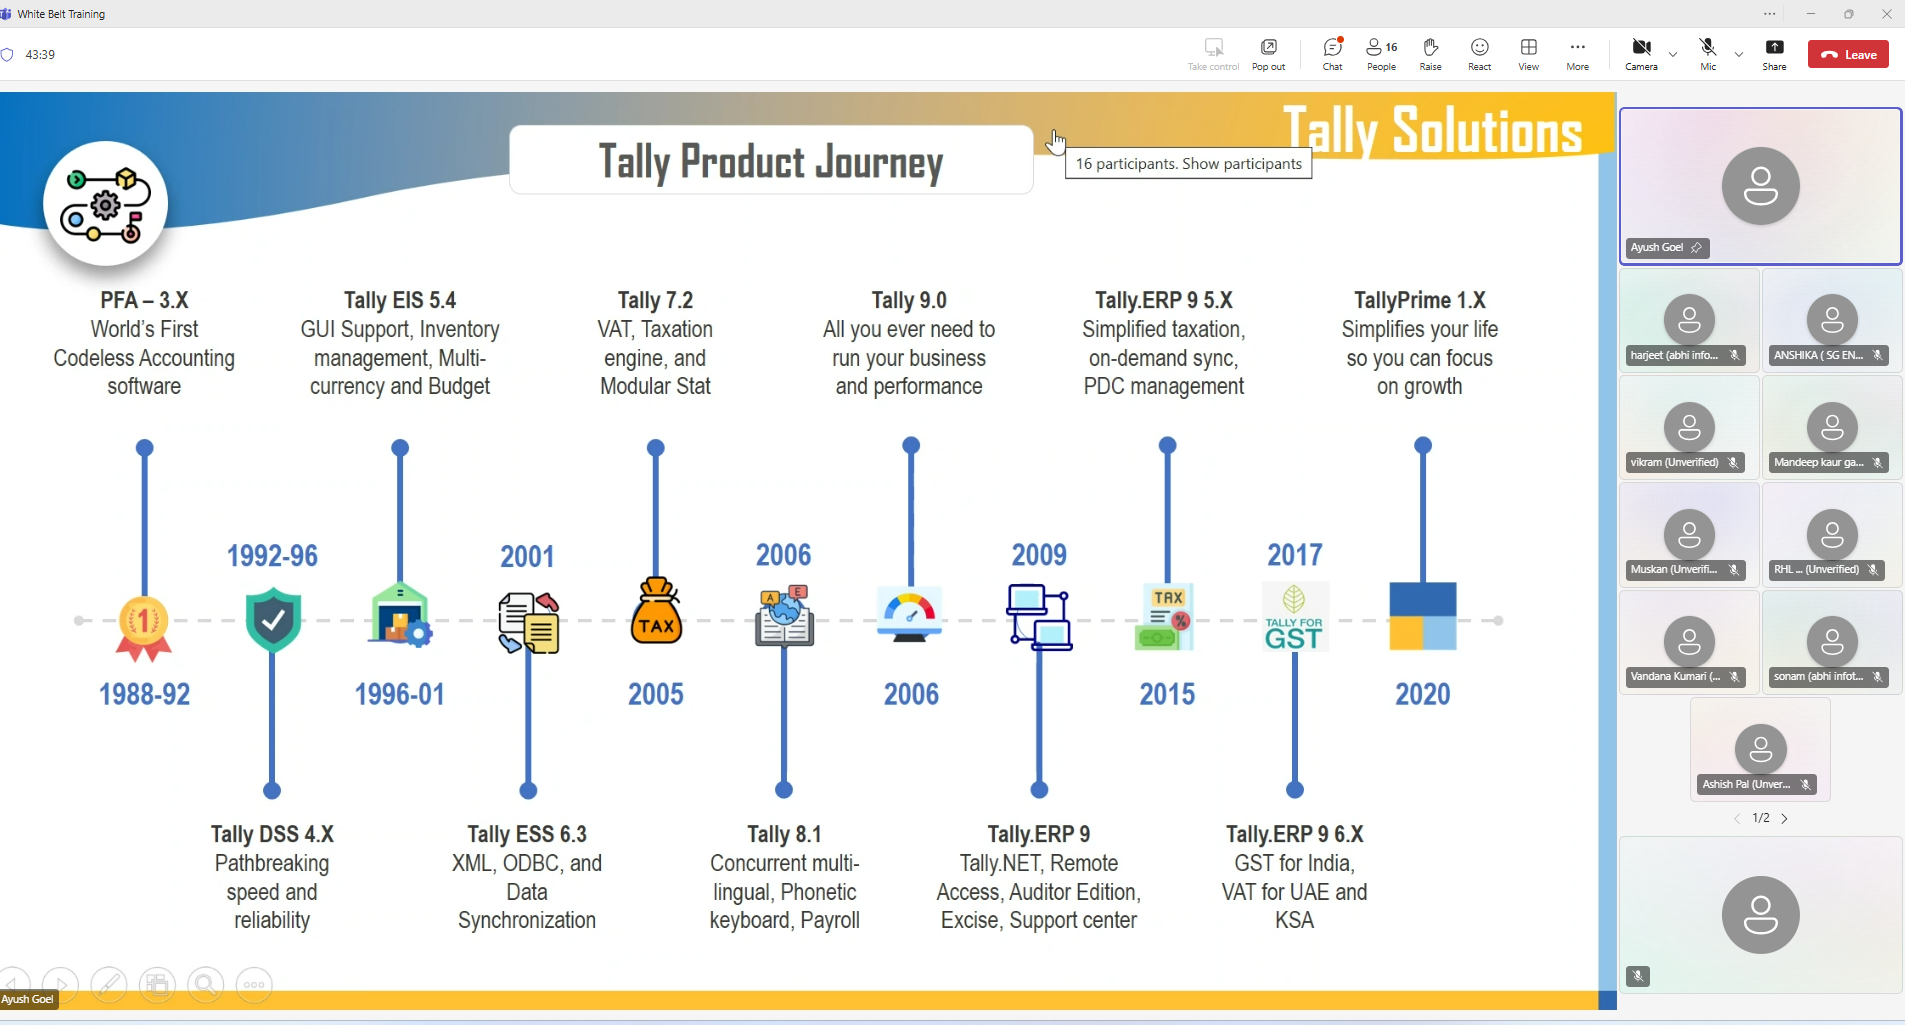 White Belt Training
43:39
Take control
Pop out
Chat
16
People
Raise
React
View
More
Camera
Mic
Share
Leave
Tally Solutions
Tally Product Journey
16 participants. Show participants
PFA – 3.X
World's First
Codeless Accounting
software
Tally EIS 5.4
GUI Support, Inventory
management, Multi-
currency and Budget
Tally 7.2
VAT, Taxation
engine, and
Modular Stat
Tally 9.0
All you ever need to
run your business
and performance
Tally.ERP 9 5.X
Simplified taxation,
on-demand sync,
PDC management
TallyPrime 1.X
Simplifies your life
so you can focus
on growth
1992-96
2001
2006
2009
2017
1
TAX
A
E
TAX
%
TALLY FOR
GST
1988-92
1996-01
2005
2006
2015
2020
Tally DSS 4.X
Pathbreaking
speed and
reliability
Tally ESS 6.3
XML, ODBC, and
Data
Synchronization
Tally 8.1
Concurrent multi-
lingual, Phonetic
keyboard, Payroll
Tally.ERP 9
Tally.NET, Remote
Access, Auditor Edition,
Excise, Support center
Tally.ERP 9 6.X
GST for India,
VAT for UAE and
KSA
Ayush Goel
Ayush Goel
harjeet (abhi info...
ANSHIKA ( SG EN...
vikram (Unverified)
Mandeep kaur ga...
Muskan (Unverifi...
RHL ... (Unverified)
Vandana Kumari (...
sonam (abhi infot...
Ashish Pal (Unver...
1/2